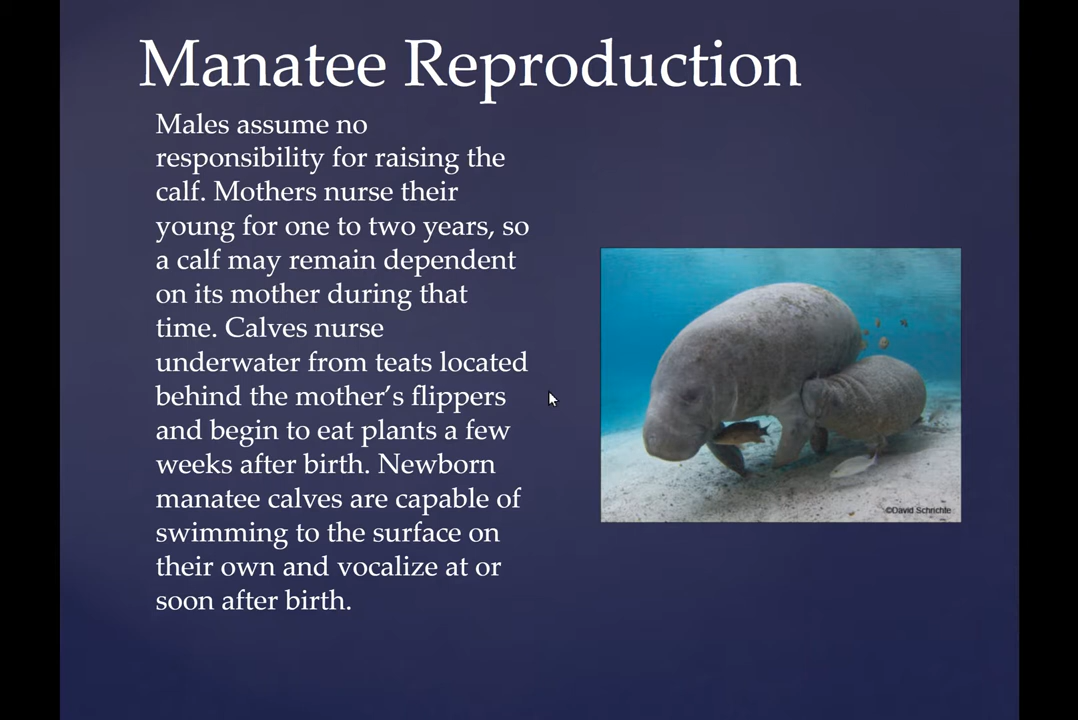 Manatee Reproduction
Males assume no
responsibility for raising the
calf. Mothers nurse their
young for one to two years, so
a calf may remain dependent
on its mother during that
time. Calves nurse
underwater from teats located
behind the mother’s flippers
and begin to eat plants a few
weeks after birth. Newborn
manatee calves are capable of
swimming to the surface on
their own and vocalize at or
soon after birth.
©David Schrichte